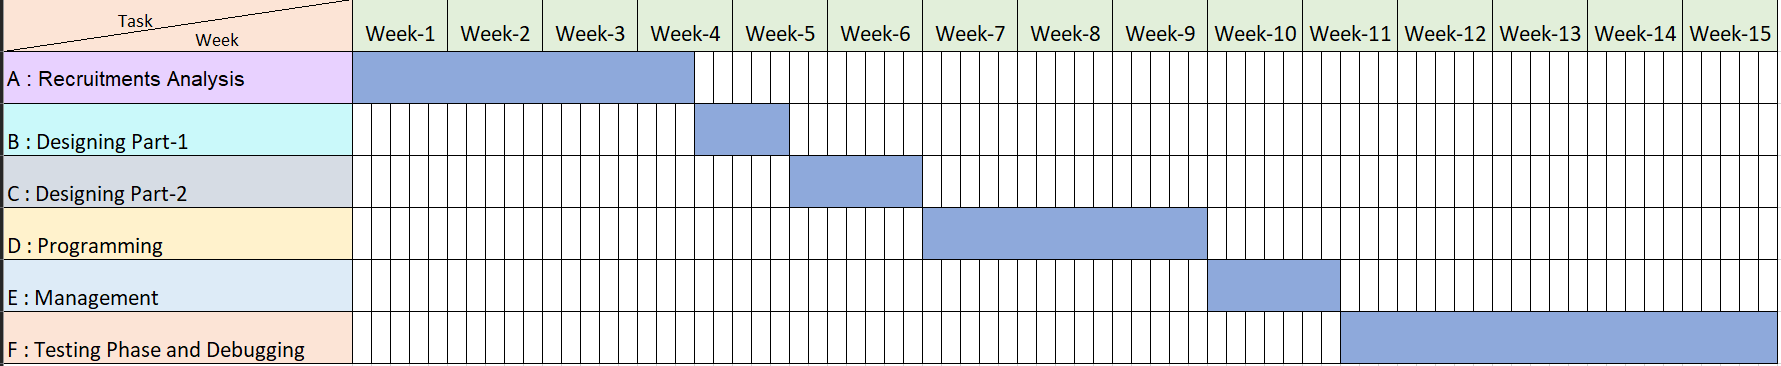 Task
Week
Week-1 Week-2 Week-3 Week-4 Week-5 Week-6 Week-7 Week-8 Week-9 Week-10 Week-11 Week-12 Week-13 Week-14 Week-15
A : Recruitments Analysis
B : Designing Part-1
C : Designing Part-2
D : Programming
E : Management
F : Testing Phase and Debugging